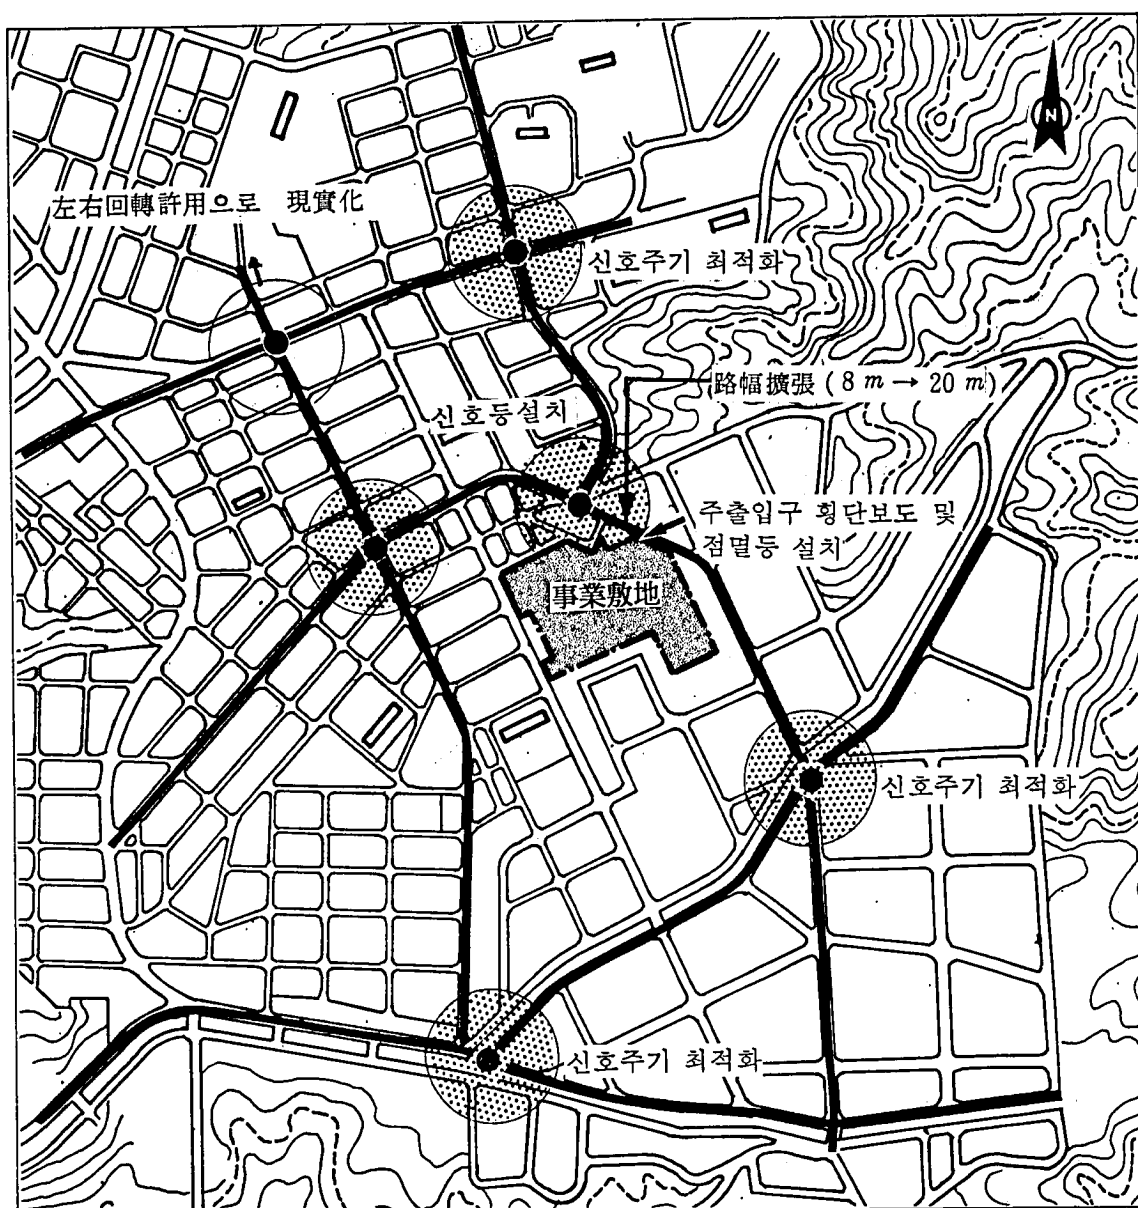 N
左右回轉許用으로 現實化
신호주기 최적화
路幅擴張 (8 m → 20 m)
신호등설치
주출입구 횡단보도 및
점멸등 설치
事業敷地
신호주기 최적화
신호주기 최적화